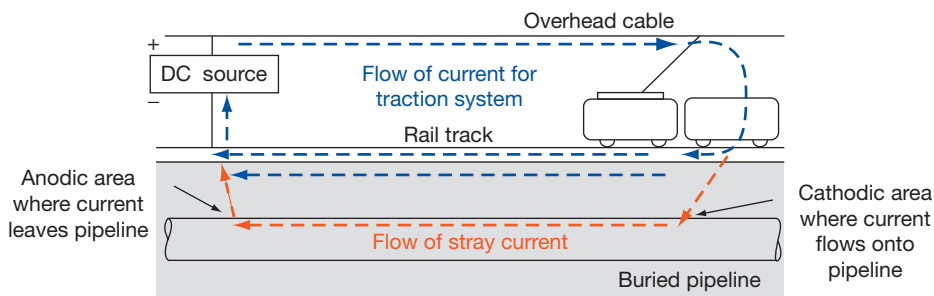 Overhead cable
+
DC source
−
Flow of current for
traction system
Rail track
Anodic area
where current
leaves pipeline
Cathodic area
where current
flows onto
pipeline
Flow of stray current
Buried pipeline